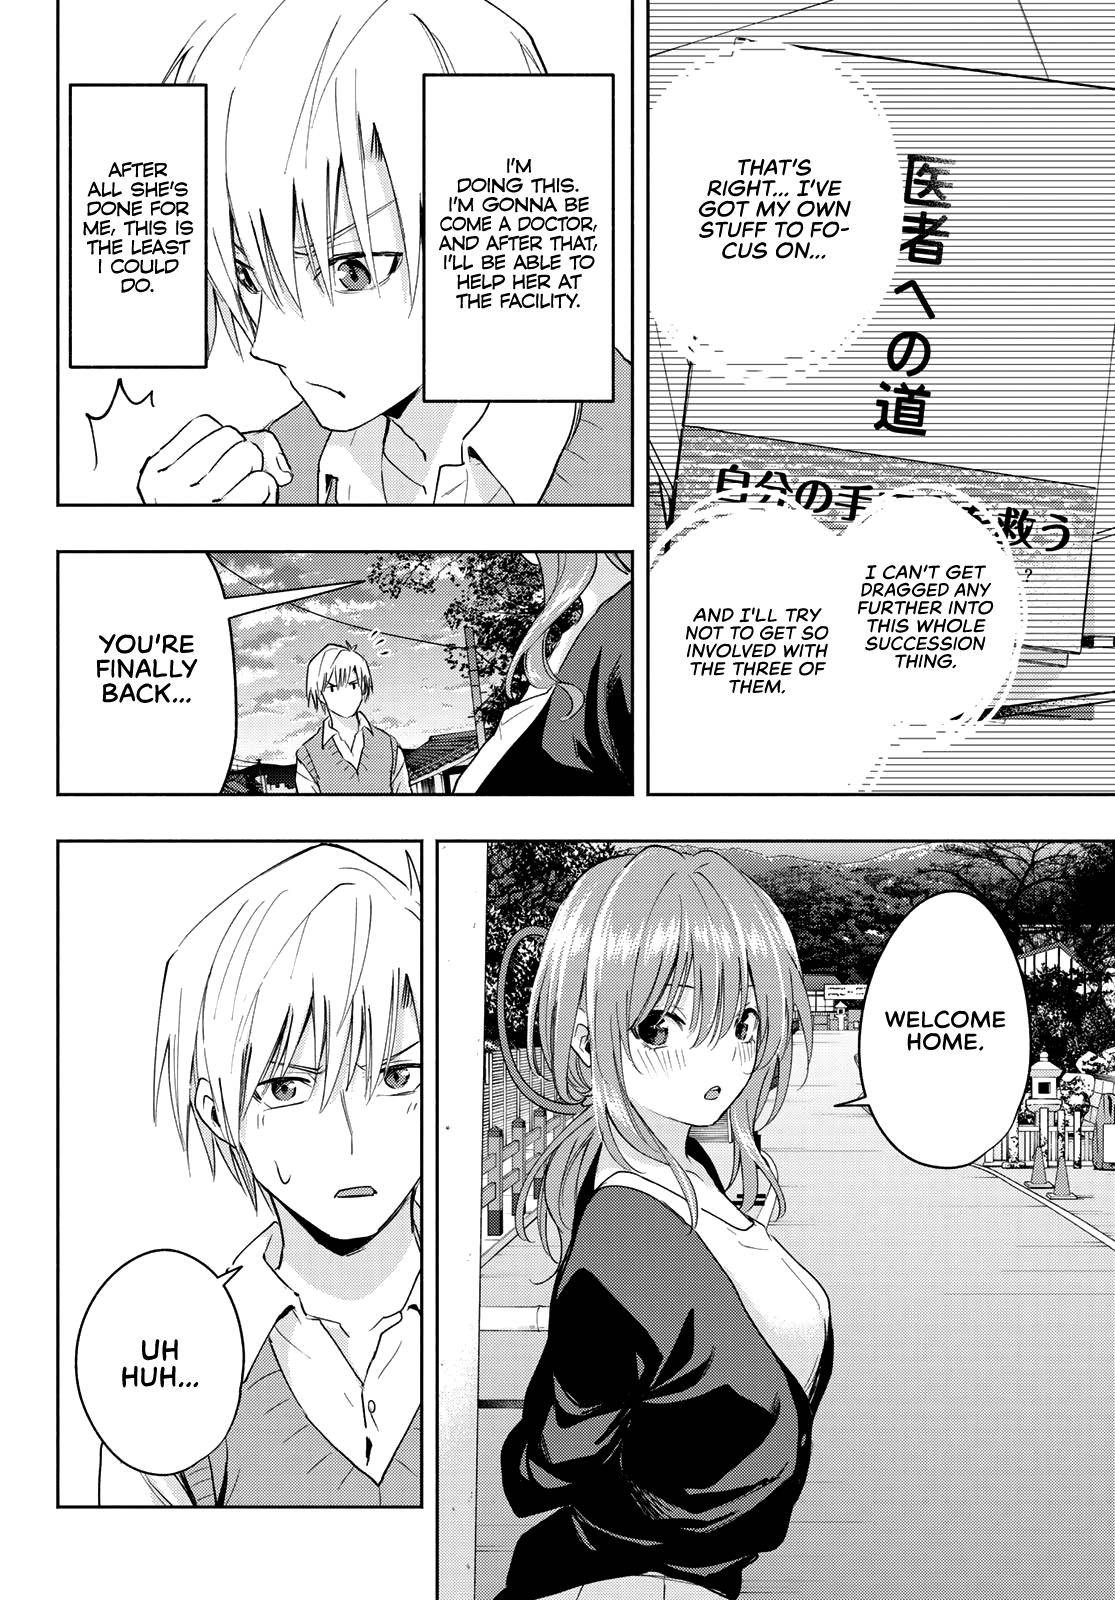 THAT'S
RIGHT... I'VE
GOT MY OWN
STUFF TO FO-
CUS ON...
医者への道
自分の手
救う
?
I CAN'T GET
DRAGGED ANY
FURTHER INTO
THIS WHOLE
SUCCESSION
THING.
AND I'LL TRY
NOT TO GET SO
INVOLVED WITH
THE THREE OF
THEM.
I'M
DOING THIS.
I'M GONNA BE
COME A DOCTOR,
AND AFTER THAT,
I'LL BE ABLE TO
HELP HER AT
THE FACILITY.
AFTER
ALL SHE'S
DONE FOR
ME, THIS IS
THE LEAST
I COULD
DO.
YOU'RE
FINALLY
BACK...
WELCOME
HOME.
UH
HUH...